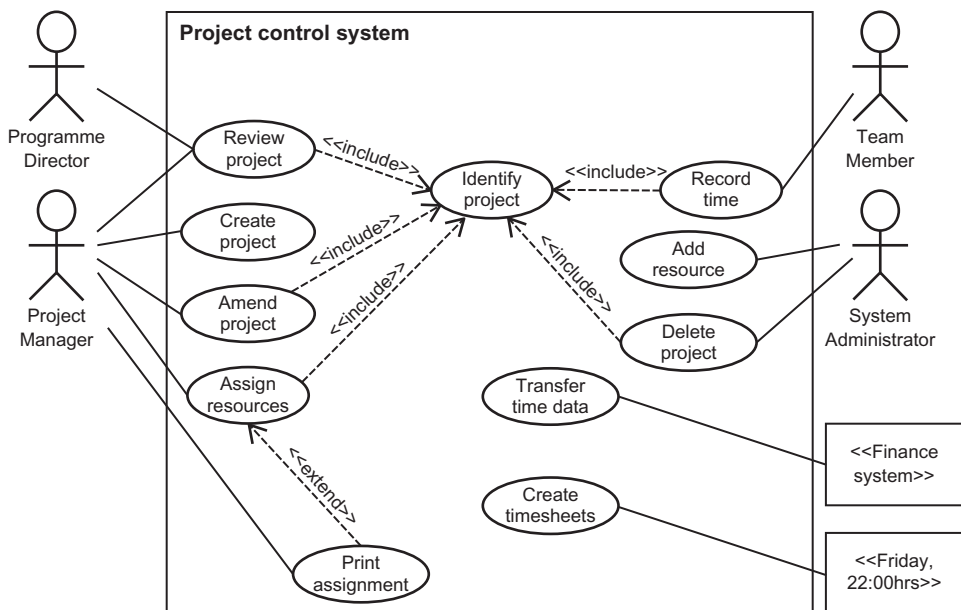 Project control system
Programme
Director
Team
Member
Review
project
<<include>>
Identify
project
<<include>>
Record
time
Create
project
<<include>>
Add
resource
Project
Manager
Amend
project
<<include>>
<<include>>
Delete
project
System
Administrator
Assign
resources
Transfer
time data
<<Finance
system>>
<<extend>>
Create
timesheets
Print
assignment
<<Friday,
22:00hrs>>